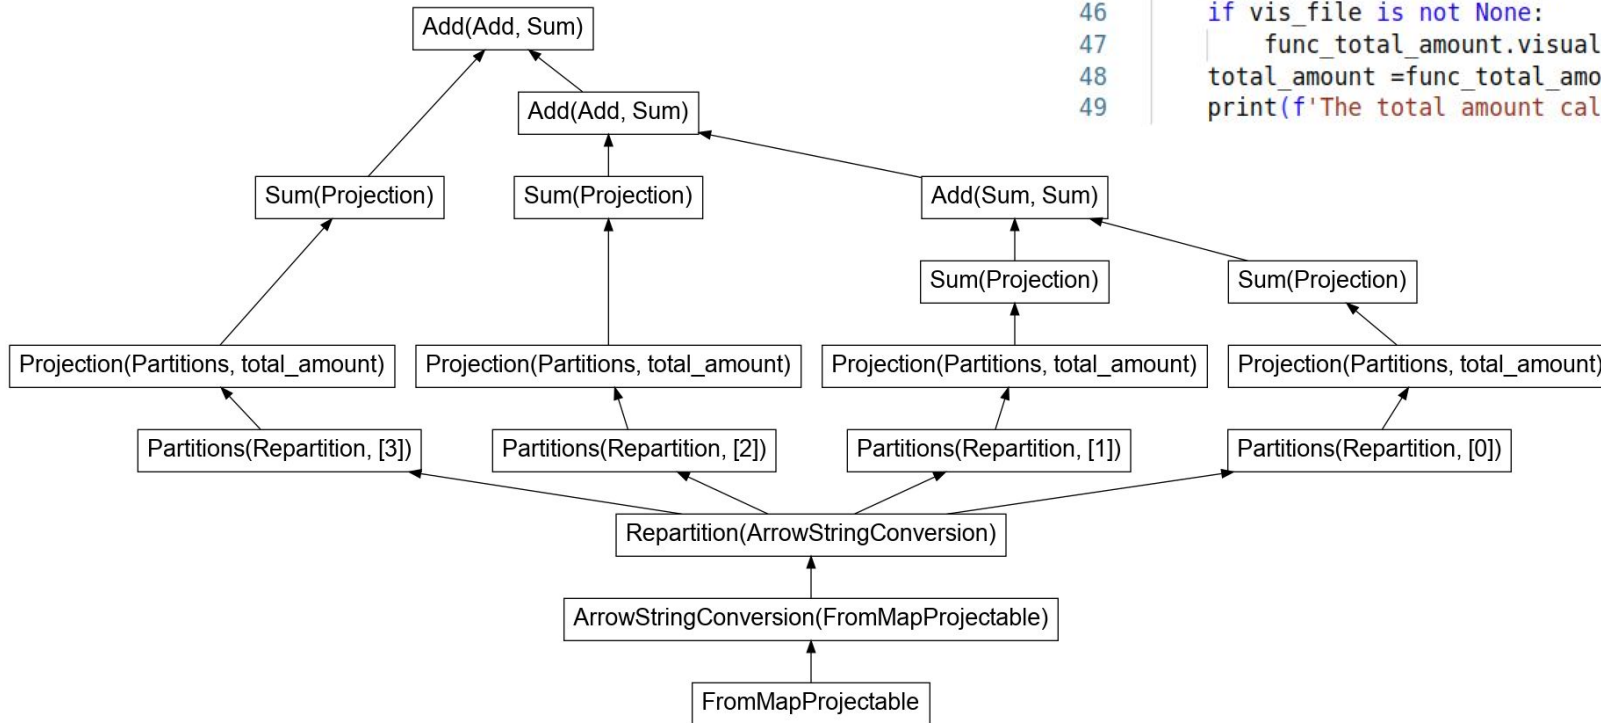 Add(Add, Sum)
46 if vis_file is not None:
47 func_total_amount.visual
48 total_amount =func_total_amo
49 print(f'The total amount cal
Add(Add, Sum)
Sum(Projection)
Sum(Projection)
Add(Sum, Sum)
Sum(Projection)
Sum(Projection)
Projection(Partitions, total_amount)
Projection(Partitions, total_amount)
Projection(Partitions, total_amount)
Projection(Partitions, total_amount)
Partitions(Repartition, [3])
Partitions(Repartition, [2])
Partitions(Repartition, [1])
Partitions(Repartition, [0])
Repartition(ArrowStringConversion)
ArrowStringConversion(FromMapProjectable)
FromMapProjectable